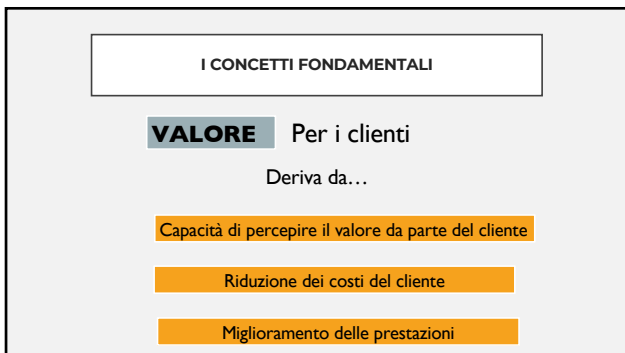 I CONCETTI FONDAMENTALI
VALORE Per i clienti
Deriva da…
Capacità di percepire il valore da parte del cliente
Riduzione dei costi del cliente
Miglioramento delle prestazioni